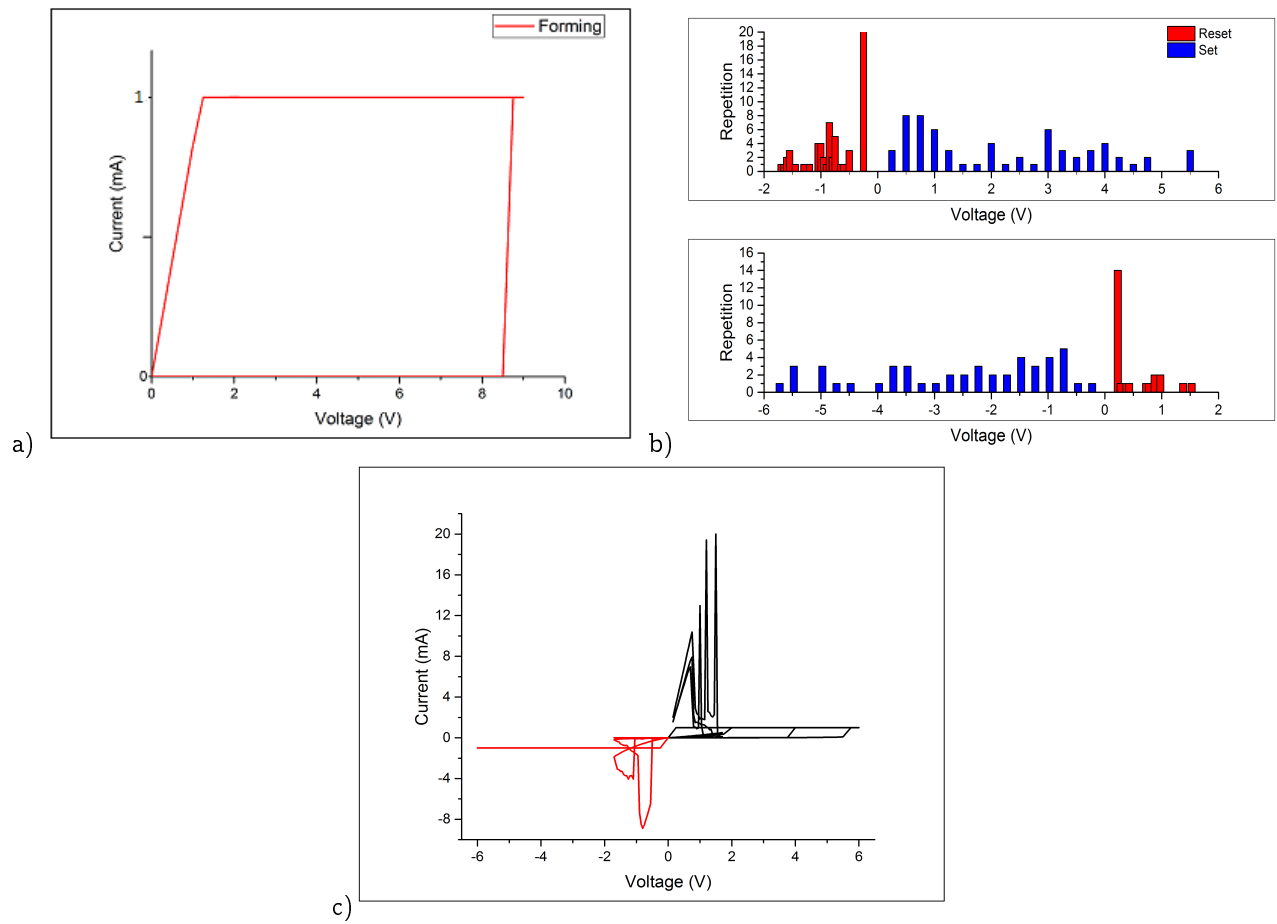 Forming
1
0
Current (mA)
0 2 4 6 8 10
Voltage (V)
a)
Reset
Set
20
18
16
14
12
10
8
6
4
2
0
Repetition
-2 -1 0 1 2 3 4 5 6
Voltage (V)
16
14
12
10
8
6
4
2
0
Repetition
-6 -5 -4 -3 -2 -1 0 1 2
Voltage (V)
b)
20
16
12
8
4
0
-4
-8
Current (mA)
-6 -4 -2 0 2 4 6
Voltage (V)
c)